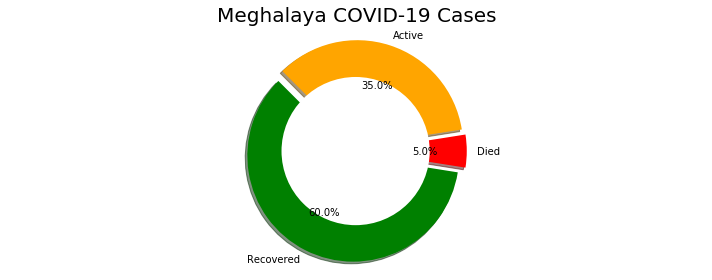 Meghalaya COVID-19 Cases
Active
35.0%
5.0%
Died
60.0%
Recovered